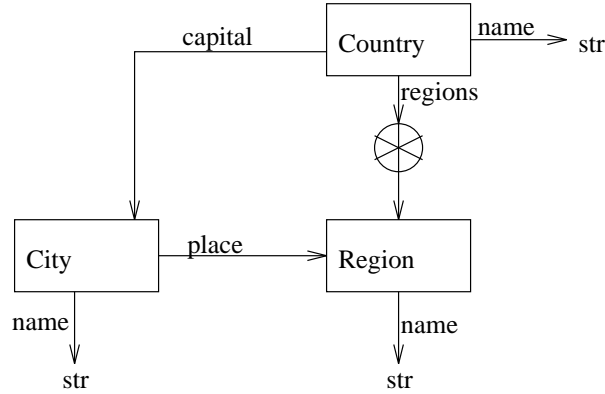 capital
Country
name
str
regions
City
place
Region
name
name
str
str